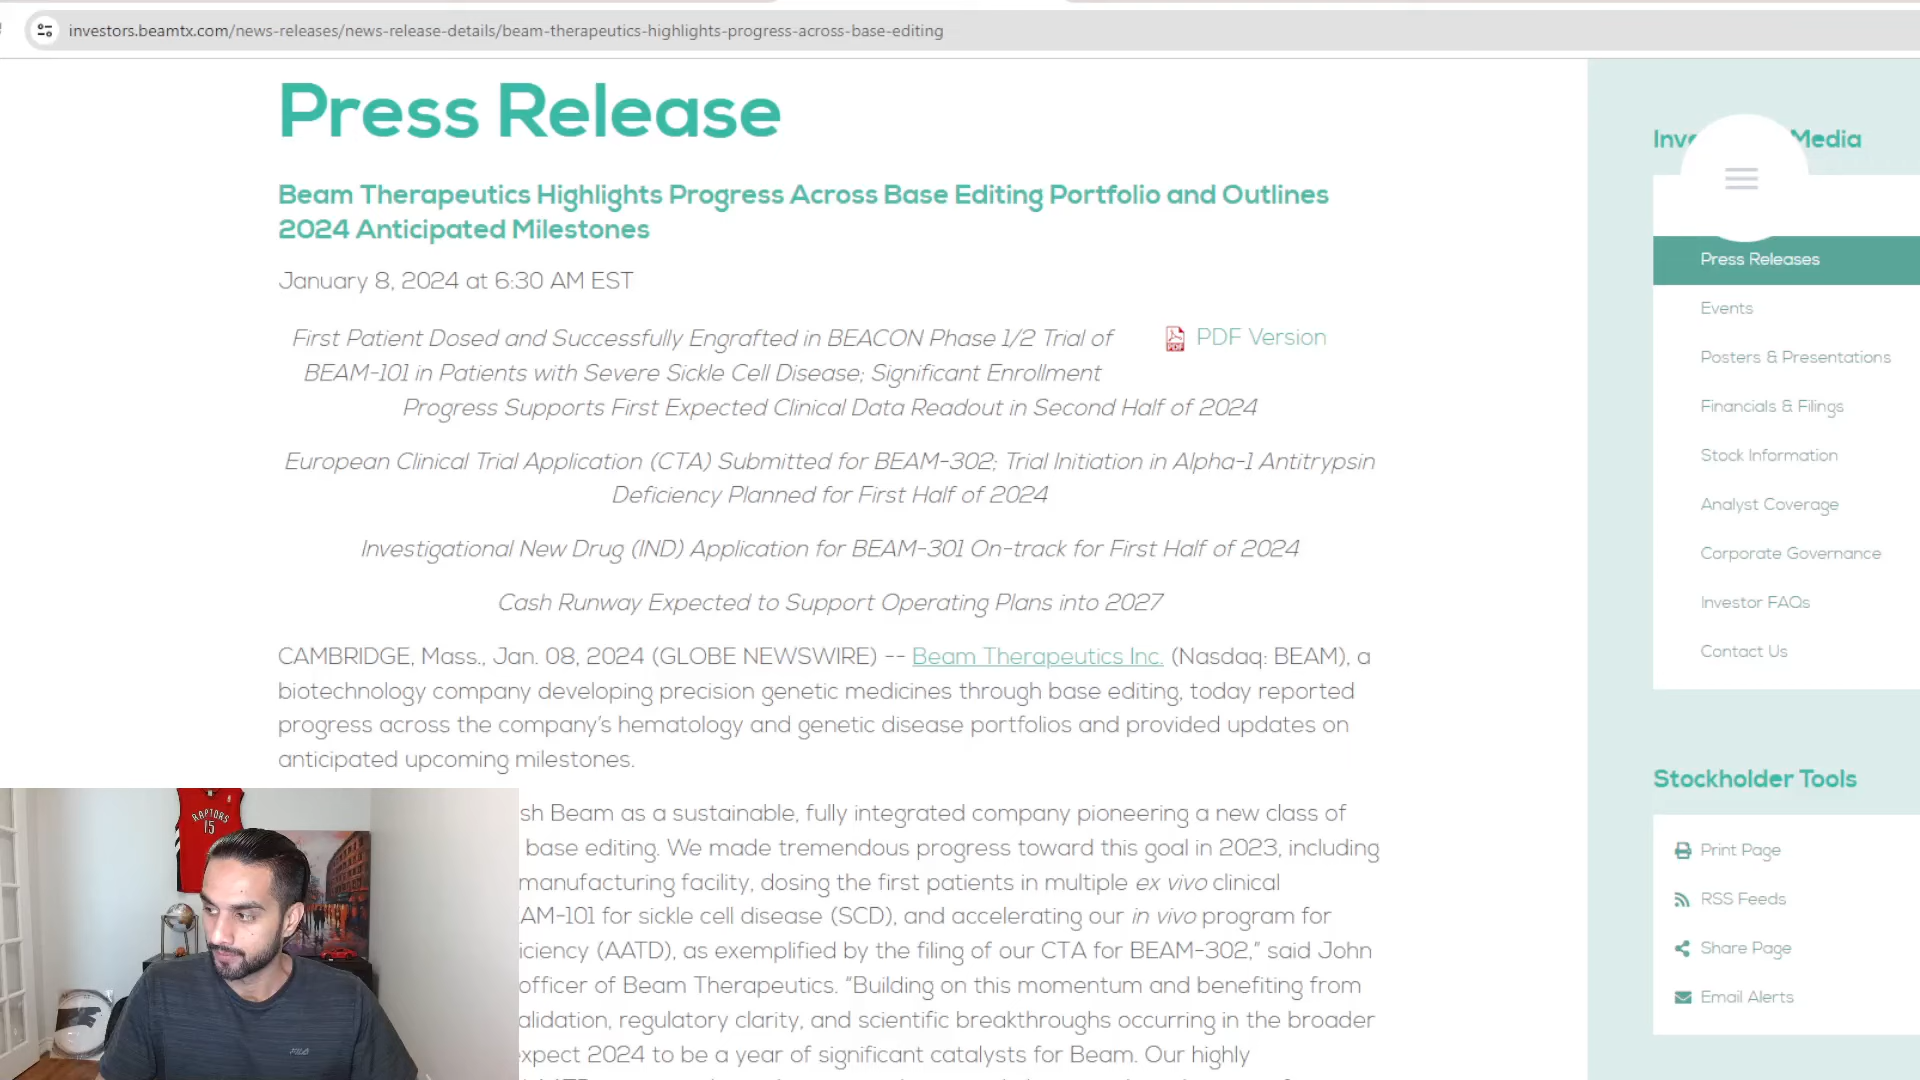 investors.beamtx.com/news-releases/news-release-details/beam-therapeutics-highlights-progress-across-base-editing
Press Release
Beam Therapeutics Highlights Progress Across Base Editing Portfolio and Outlines
2024 Anticipated Milestones
January 8, 2024 at 6:30 AM EST
First Patient Dosed and Successfully Engrafted in BEACON Phase 1/2 Trial of
BEAM-101 in Patients with Severe Sickle Cell Disease; Significant Enrollment
Progress Supports First Expected Clinical Data Readout in Second Half of 2024
PDF Version
European Clinical Trial Application (CTA) Submitted for BEAM-302; Trial Initiation in Alpha-1 Antitrypsin
Deficiency Planned for First Half of 2024
Investigational New Drug (IND) Application for BEAM-301 On-track for First Half of 2024
Cash Runway Expected to Support Operating Plans into 2027
CAMBRIDGE, Mass., Jan. 08, 2024 (GLOBE NEWSWIRE) -- Beam Therapeutics Inc. (Nasdaq: BEAM), a
biotechnology company developing precision genetic medicines through base editing, today reported
progress across the company's hematology and genetic disease portfolios and provided updates on
anticipated upcoming milestones.
sh Beam as a sustainable, fully integrated company pioneering a new class of
base editing. We made tremendous progress toward this goal in 2023, including
manufacturing facility, dosing the first patients in multiple ex vivo clinical
AM-101 for sickle cell disease (SCD), and accelerating our in vivo program for
iciency (AATD), as exemplified by the filing of our CTA for BEAM-302,” said John
officer of Beam Therapeutics. “Building on this momentum and benefiting from
alidation, regulatory clarity, and scientific breakthroughs occurring in the broader
xpect 2024 to be a year of significant catalysts for Beam. Our highly
Inve Media
Press Releases
Events
Posters & Presentations
Financials & Filings
Stock Information
Analyst Coverage
Corporate Governance
Investor FAQs
Contact Us
Stockholder Tools
Print Page
RSS Feeds
Share Page
Email Alerts
RAPTORS
15
FILA